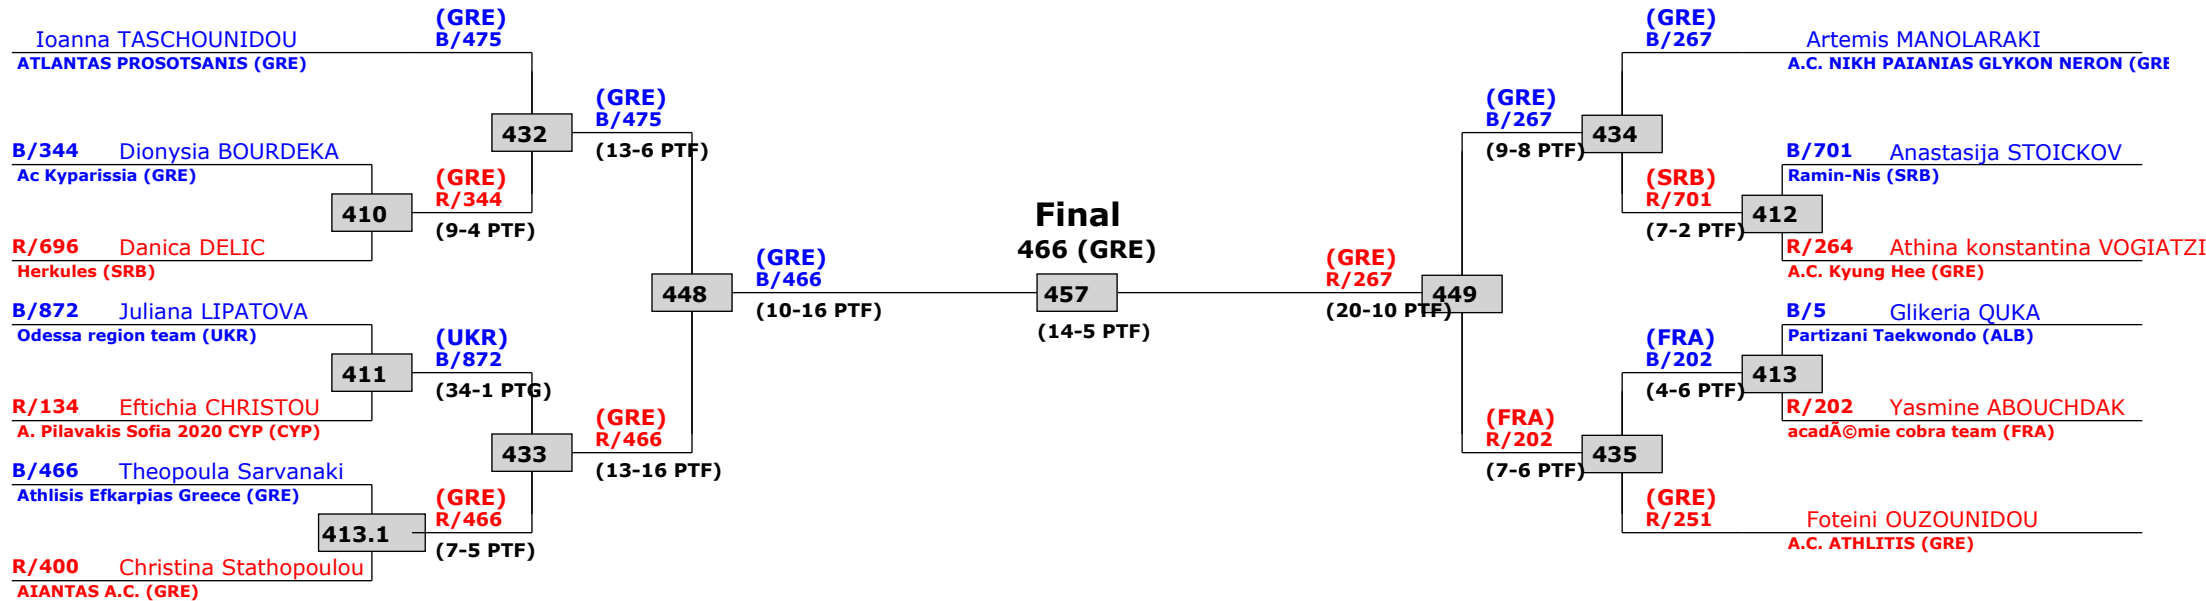 (GRE)
B/475
Ioanna TASCHOUNIDOU
ATLANTAS PROSOTSANIS (GRE)
432
(GRE)
B/475
(13-6 PTF)
B/344 Dionysia BOURDEKA
Ac Kyparissia (GRE)
410
(GRE)
R/344
(9-4 PTF)
R/696 Danica DELIC
Herkules (SRB)
448
(GRE)
B/466
(10-16 PTF)
B/872 Juliana LIPATOVA
Odessa region team (UKR)
411
(UKR)
B/872
(34-1 PTG)
R/134 Eftichia CHRISTOU
A. Pilavakis Sofia 2020 CYP (CYP)
433
(GRE)
R/466
(13-16 PTF)
B/466 Theopoula Sarvanaki
Athlisis Efkarpias Greece (GRE)
413.1
(GRE)
R/466
(7-5 PTF)
R/400 Christina Stathopoulou
AIANTAS A.C. (GRE)
Final
466 (GRE)
457
(14-5 PTF)
(GRE)
B/267
Artemis MANOLARAKI
A.C. NIKH PAIANIAS GLYKON NERON (GRE
(GRE)
B/267
(9-8 PTF)
434
B/701 Anastasija STOICKOV
Ramin-Nis (SRB)
(SRB)
R/701
(7-2 PTF)
412
R/264 Athina konstantina VOGIATZI
A.C. Kyung Hee (GRE)
(GRE)
R/267
(20-10 PTF)
449
B/5 Glikeria QUKA
Partizani Taekwondo (ALB)
(FRA)
B/202
(4-6 PTF)
413
R/202 Yasmine ABOUCHDAK
acadÃ©mie cobra team (FRA)
(FRA)
R/202
(7-6 PTF)
435
(GRE)
R/251
Foteini OUZOUNIDOU
A.C. ATHLITIS (GRE)